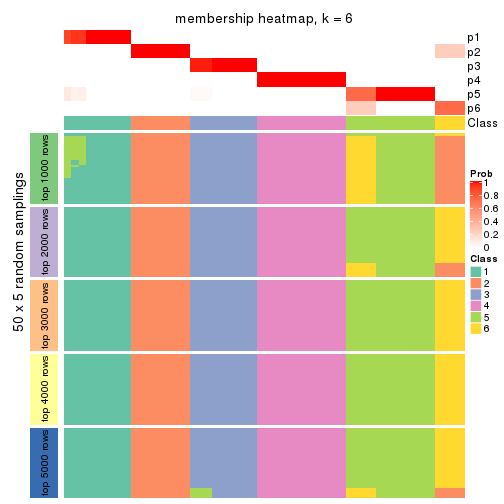 membership heatmap, k = 6
p1
p2
p3
p4
p5
p6
Class
50 x 5 random samplings
top 1000 rows
top 2000 rows
top 3000 rows
top 4000 rows
top 5000 rows
Prob
1
0.8
0.6
0.4
0.2
0
Class
1
2
3
4
5
6